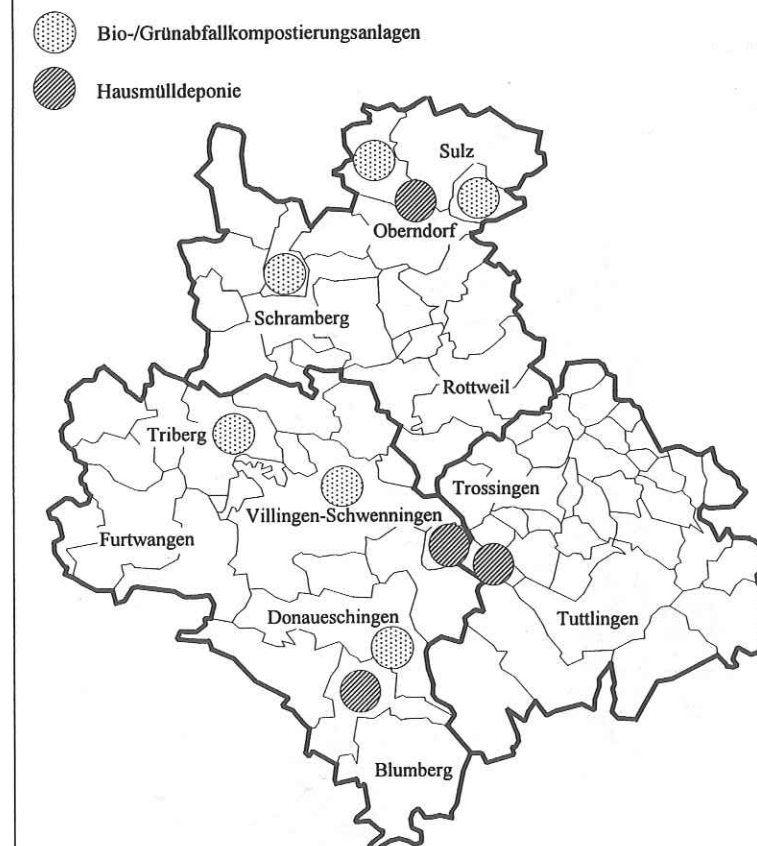 Bio-/Grünabfallkompostierungsanlagen
Hausmülldeponie
Sulz
Oberndorf
Schramberg
Rottweil
Triberg
Trossingen
Villingen-Schwenningen
Furtwangen
Donaueschingen
Tuttlingen
Blumberg